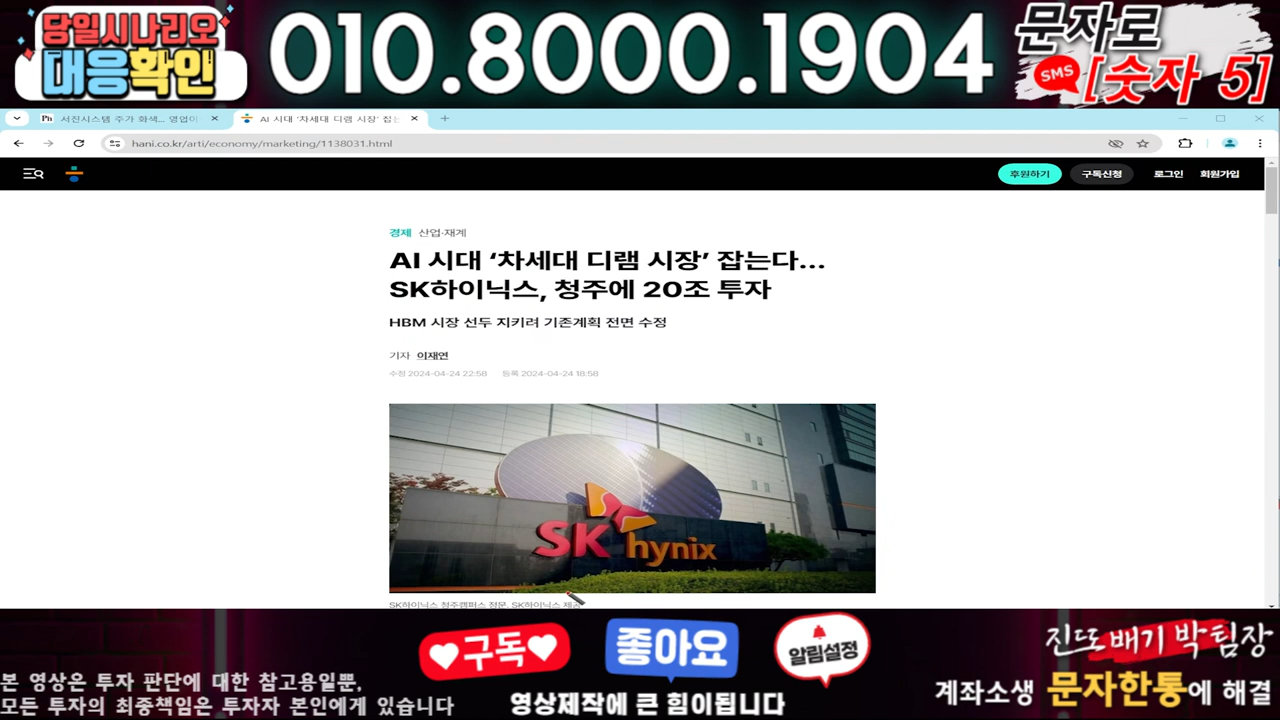 당일시나리오
대응확인
010.8000.1904
문자로
SMS [숫자 5]
서진시스템 주가 화색... 영업이
AI 시대 '차세대 디램 시장' 잡는
hani.co.kr/arti/economy/marketing/1138031.html
후원하기 구독신청 로그인 회원가입
경제 산업·재계
AI 시대 ‘차세대 디램 시장’ 잡는다…
SK하이닉스, 청주에 20조 투자
HBM 시장 선두 지키려 기존계획 전면 수정
기자 이재연
수정 2024-04-24 22:58 등록 2024-04-24 18:58
SK hynix
SK하이닉스 청주캠퍼스 정문. SK하이닉스 제공
구독 좋아요 알림설정
영상제작에 큰 힘이됩니다
본 영상은 투자 판단에 대한 참고용일뿐,
모든 투자의 최종책임은 투자자 본인에게 있습니다
진또배기 박팀장
계좌소생 문자한통에 해결